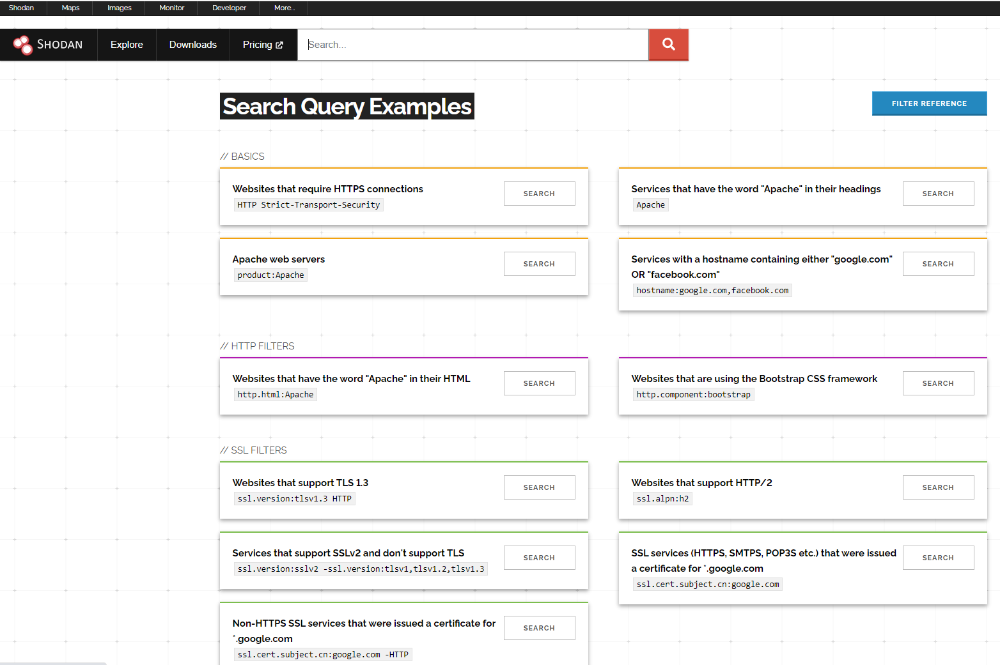 Shodan Maps Images Monitor Developer More...
SHODAN Explore Downloads Pricing Search...
Search Query Examples
FILTER REFERENCE
// BASICS
Websites that require HTTPS connections
HTTP Strict-Transport-Security
SEARCH
Services that have the word "Apache" in their headings
Apache
SEARCH
Apache web servers
product:Apache
SEARCH
Services with a hostname containing either "google.com"
OR "facebook.com"
hostname:google.com,facebook.com
SEARCH
// HTTP FILTERS
Websites that have the word "Apache" in their HTML
http.html:Apache
SEARCH
Websites that are using the Bootstrap CSS framework
http.component:bootstrap
SEARCH
// SSL FILTERS
Websites that support TLS 1.3
ssl.version:tlsv1.3 HTTP
SEARCH
Websites that support HTTP/2
ssl.alpn:h2
SEARCH
Services that support SSLv2 and don't support TLS
ssl.version:sslv2 -ssl.version:tlsv1,tlsv1.2,tlsv1.3
SEARCH
SSL services (HTTPS, SMTPS, POP3S etc.) that were issued
a certificate for *.google.com
ssl.cert.subject.cn:google.com
SEARCH
Non-HTTPS SSL services that were issued a certificate for
*.google.com
ssl.cert.subject.cn:google.com -HTTP
SEARCH